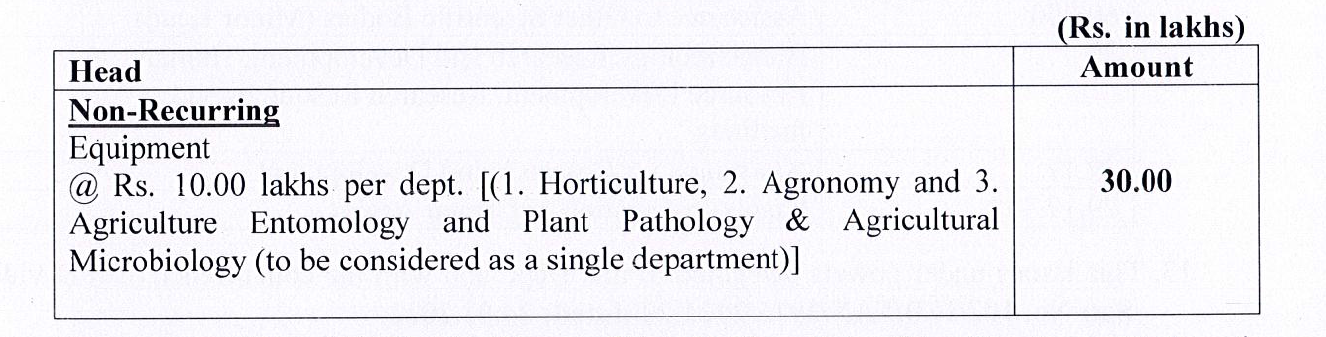 (Rs. in lakhs)
Head Amount
Non-Recurring
Equipment
@ Rs. 10.00 lakhs per dept. [(1. Horticulture, 2. Agronomy and 3. 30.00
Agriculture Entomology and Plant Pathology & Agricultural
Microbiology (to be considered as a single department)]